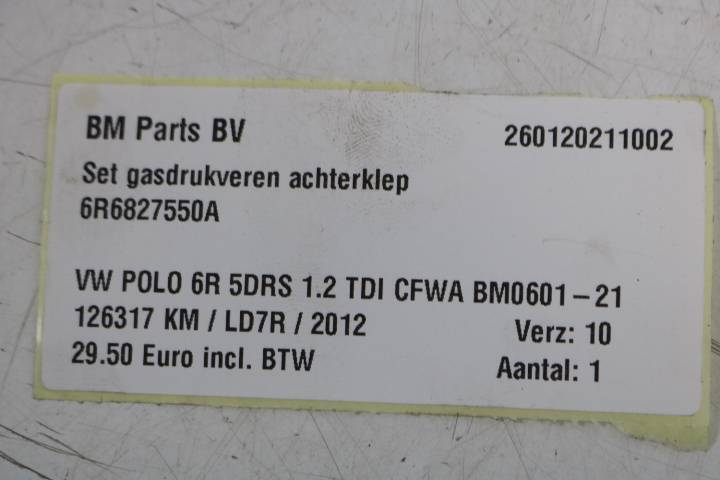 BM Parts BV 260120211002
Set gasdrukveren achterklep
6R6827550A
VW POLO 6R 5DRS 1.2 TDI CFWA BM0601-21
126317 KM / LD7R / 2012 Verz: 10
29.50 Euro incl. BTW Aantal: 1